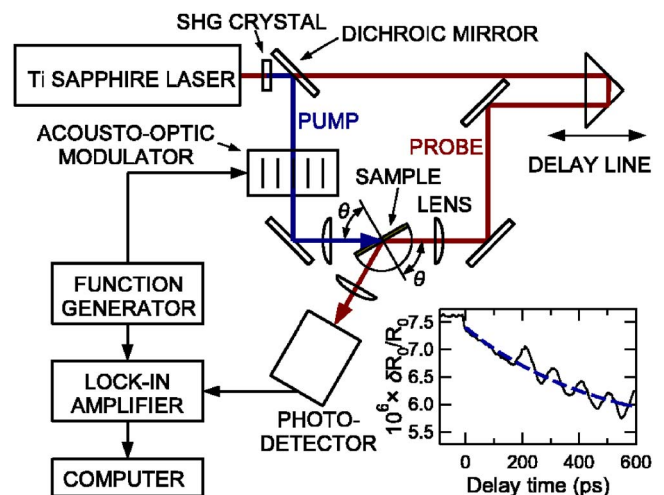 SHG CRYSTAL
DICHROIC MIRROR
Ti SAPPHIRE LASER
PUMP
ACOUSTO-OPTIC
MODULATOR
PROBE
DELAY LINE
SAMPLE
LENS
θ
θ
FUNCTION
GENERATOR
LOCK-IN
AMPLIFIER
COMPUTER
PHOTO-
DETECTOR
10⁶ × δR₀/R₀
7.5
7.0
6.5
6.0
5.5
0 200 400 600
Delay time (ps)